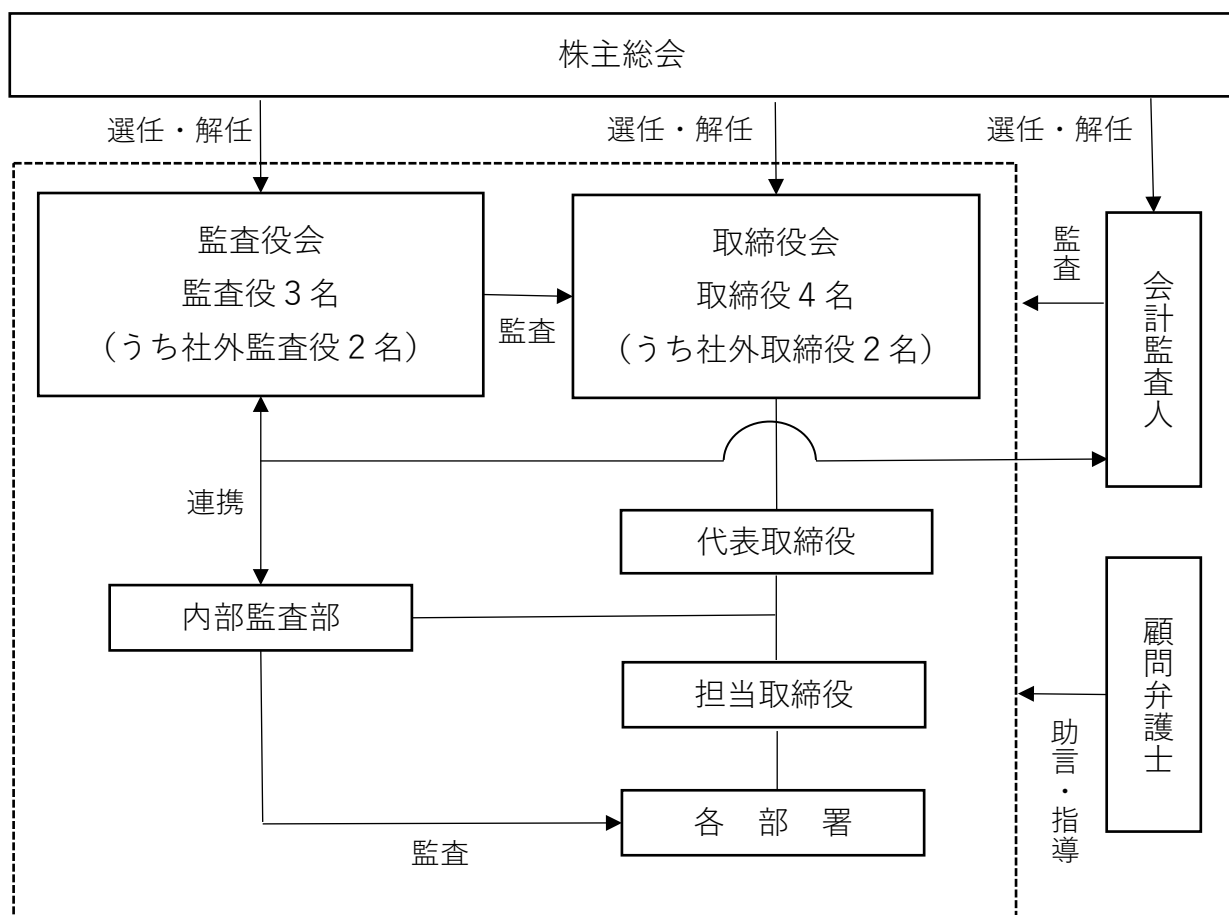 株主総会
選任・解任
選任・解任
選任・解任
監査役会
監査役３名
（うち社外監査役２名）
監査
取締役会
取締役４名
（うち社外取締役２名）
監査
会計監査人
連携
代表取締役
内部監査部
担当取締役
顧問弁護士
助言・指導
各　部　署
監査